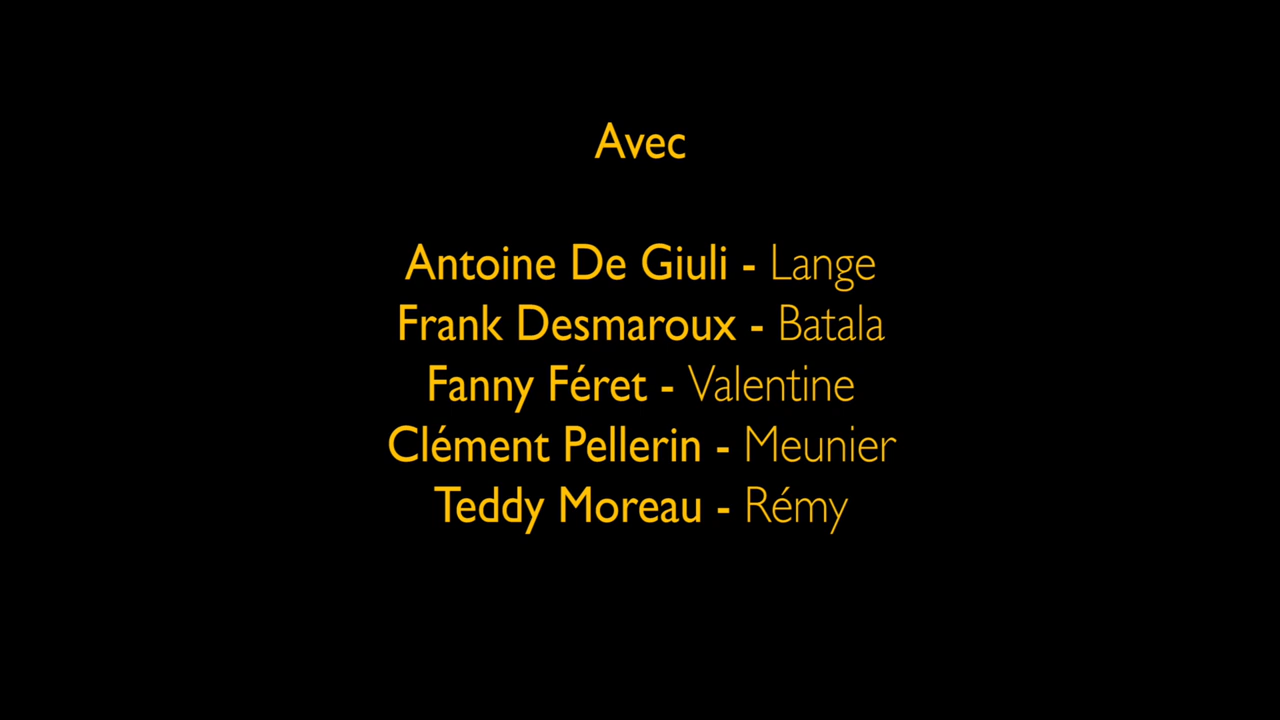 Avec
Antoine De Giuli - Lange
Frank Desmaroux - Batala
Fanny Féret - Valentine
Clément Pellerin - Meunier
Teddy Moreau - Rémy